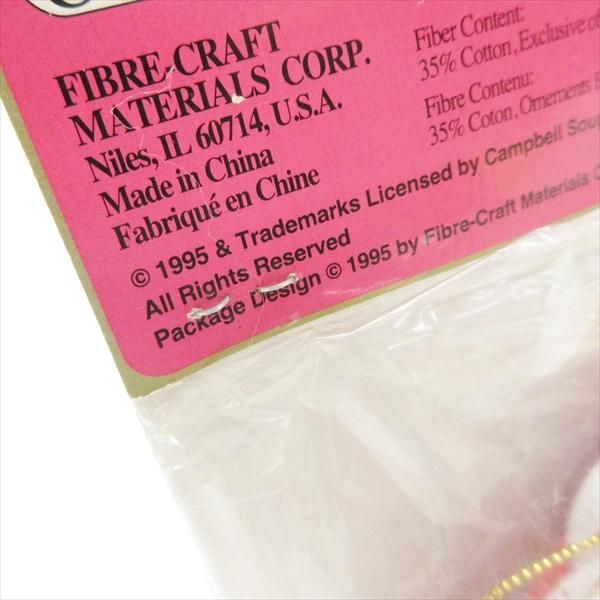 FIBRE-CRAFT
MATERIALS CORP.
Niles, IL 60714, U.S.A.
Made in China
Fabriqué en Chine
Fiber Content:
35% Cotton, Exclusive of
Fibre Contenu:
35% Coton, Ornements
© 1995 & Trademarks Licensed by Campbell Soup
All Rights Reserved
Package Design © 1995 by Fibre-Craft Materials